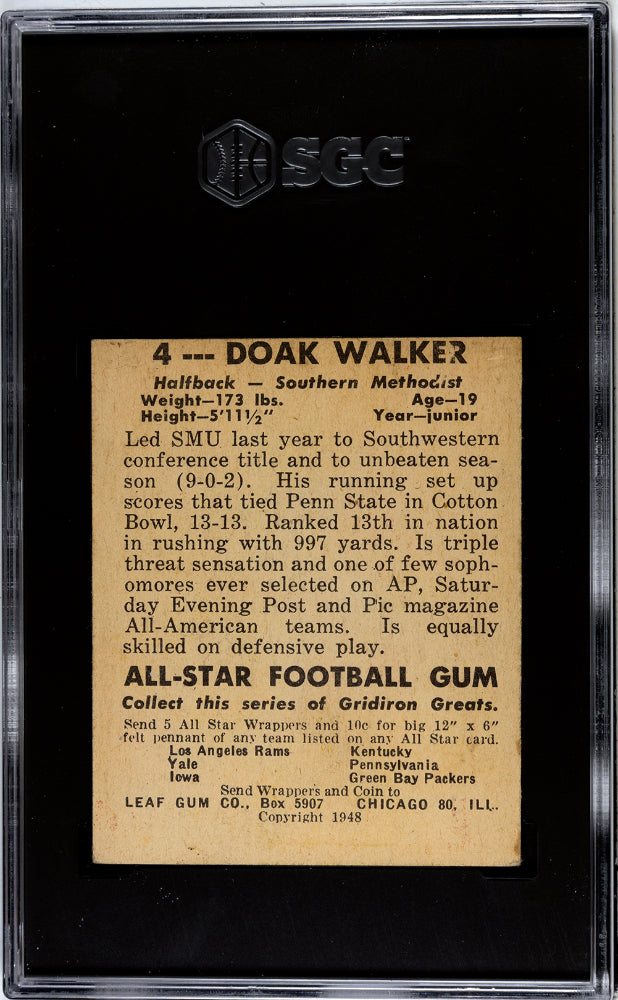 SGC
4 --- DOAK WALKER
Halfback — Southern Methodist
Weight—173 lbs. Age—19
Height—5'11½" Year—junior
Led SMU last year to Southwestern
conference title and to unbeaten sea-
son (9-0-2). His running set up
scores that tied Penn State in Cotton
Bowl, 13-13. Ranked 13th in nation
in rushing with 997 yards. Is triple
threat sensation and one of few soph-
omores ever selected on AP, Satur-
day Evening Post and Pic magazine
All-American teams. Is equally
skilled on defensive play.
ALL-STAR FOOTBALL GUM
Collect this series of Gridiron Greats.
Send 5 All Star Wrappers and 10c for big 12" x 6"
felt pennant of any team listed on any All Star card.
Los Angeles Rams Kentucky
Yale Pennsylvania
Iowa Green Bay Packers
Send Wrappers and Coin to
LEAF GUM CO., Box 5907 CHICAGO 80, ILL.
Copyright 1948